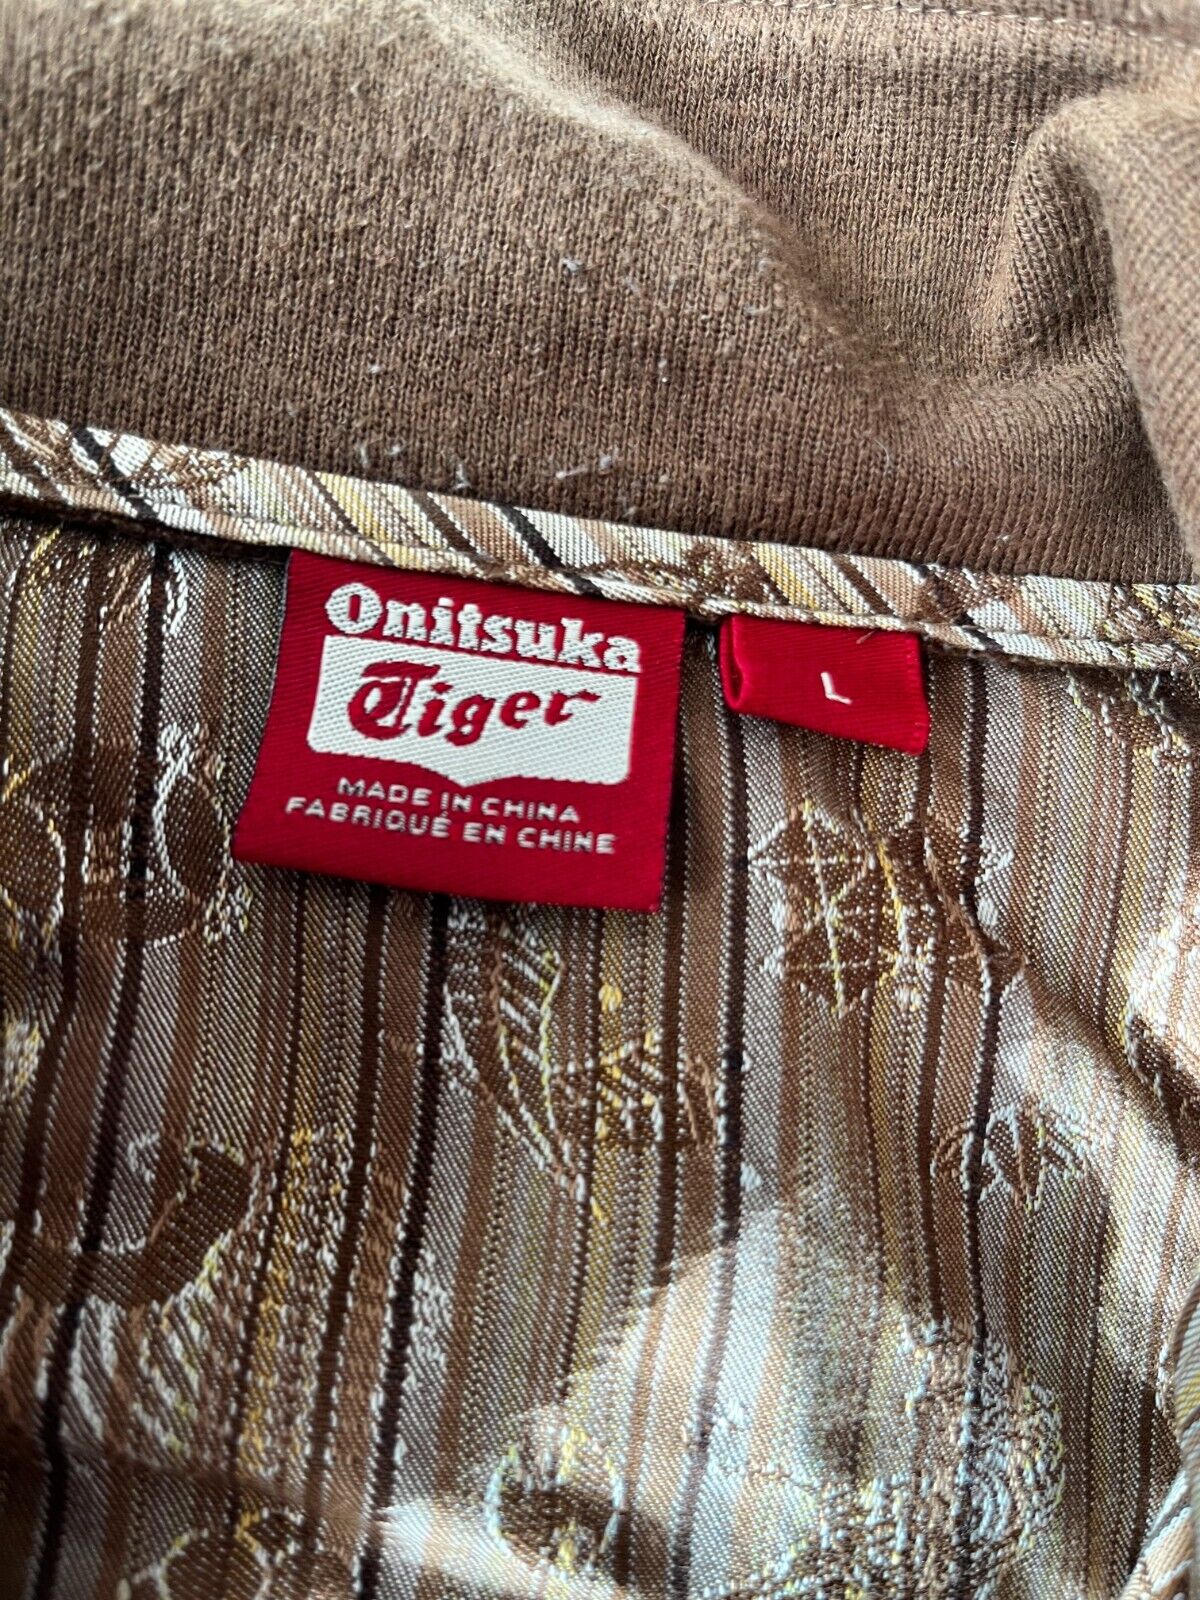 Onitsuka
Tiger
MADE IN CHINA
FABRIQUÉ EN CHINE
L